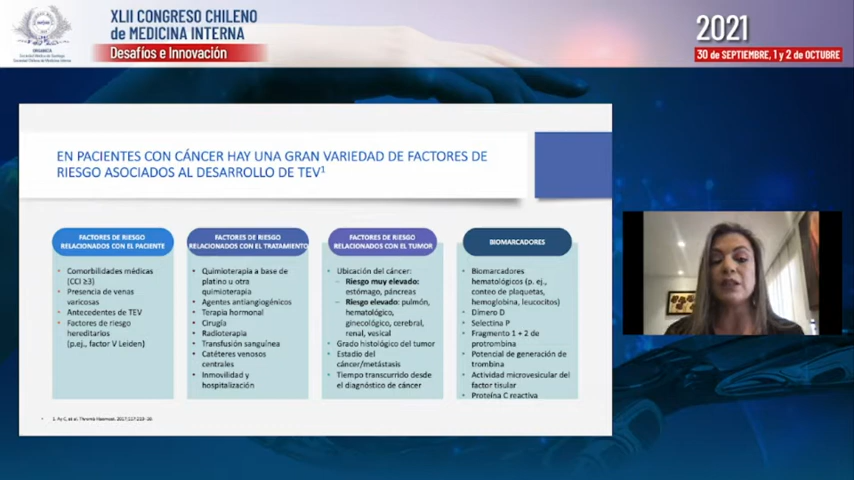 XLII CONGRESO CHILENO
de MEDICINA INTERNA
Desafíos e Innovación
2021
30 de SEPTIEMBRE, 1 y 2 de OCTUBRE
EN PACIENTES CON CÁNCER HAY UNA GRAN VARIEDAD DE FACTORES DE
RIESGO ASOCIADOS AL DESARROLLO DE TEV¹
FACTORES DE RIESGO
RELACIONADOS CON EL PACIENTE
• Comorbilidades médicas
(CCI ≥3)
• Presencia de venas
varicosas
• Antecedentes de TEV
• Factores de riesgo
hereditarios
(p.ej., factor V Leiden)
FACTORES DE RIESGO
RELACIONADOS CON EL TRATAMIENTO
• Quimioterapia a base de
platino u otra
quimioterapia
• Agentes antiangiogénicos
• Terapia hormonal
• Cirugía
• Radioterapia
• Transfusión sanguínea
• Catéteres venosos
centrales
• Inmovilidad y
hospitalización
FACTORES DE RIESGO
RELACIONADOS CON EL TUMOR
• Ubicación del cáncer:
– Riesgo muy elevado:
estómago, páncreas
– Riesgo elevado: pulmón,
hematológico,
ginecológico, cerebral,
renal, vesical
• Grado histológico del tumor
• Estadio del
cáncer/metástasis
• Tiempo transcurrido desde
el diagnóstico de cáncer
BIOMARCADORES
• Biomarcadores
hematológicos (p. ej.,
conteo de plaquetas,
hemoglobina, leucocitos)
• Dímero D
• Selectina P
• Fragmento 1 + 2 de
protrombina
• Potencial de generación de
trombina
• Actividad microvesicular del
factor tisular
• Proteína C reactiva